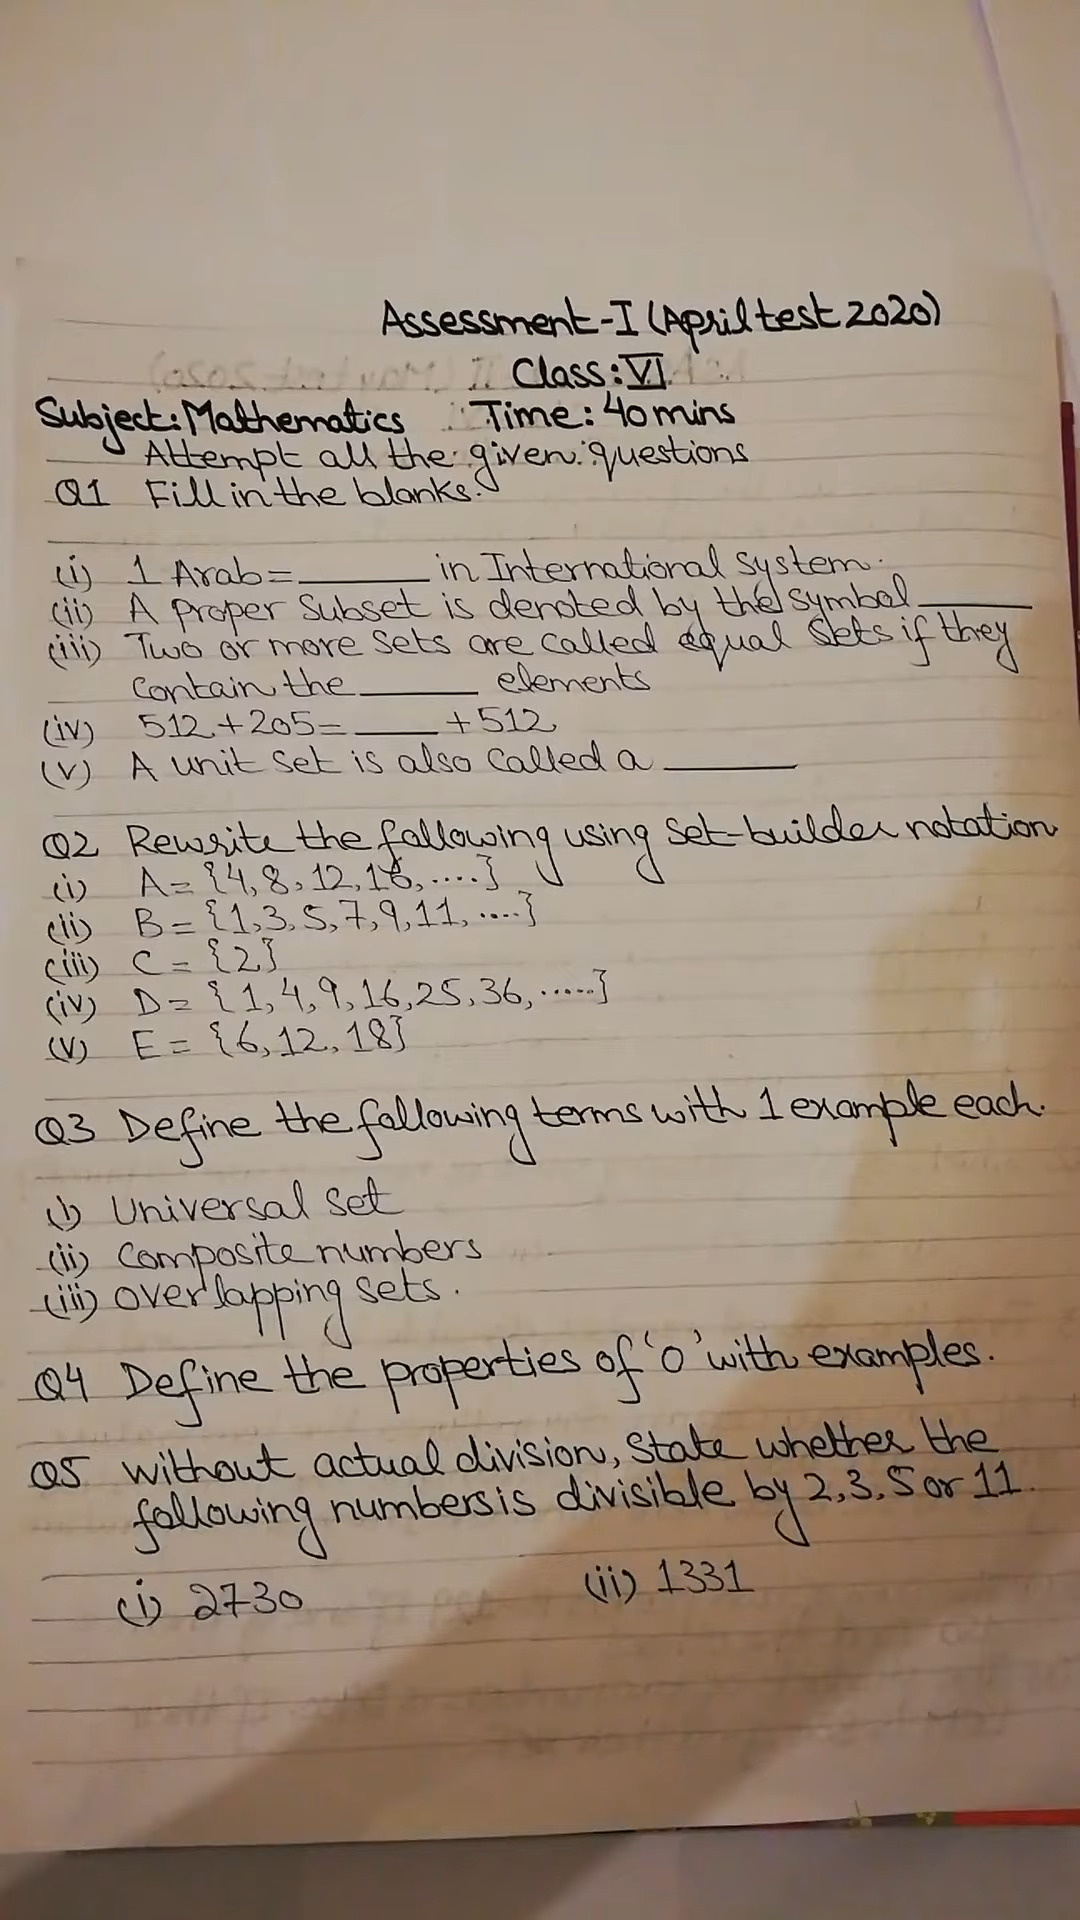 Assessment-I (April test 2020)
Class: VI
Subject: Mathematics Time: 40 mins
Attempt all the given questions
Q1 Fill in the blanks.
(i) 1 Arab = ______ in International system.
(ii) A proper subset is denoted by the symbol ______
(iii) Two or more sets are called equal sets if they
contain the ______ elements
(iv) 512 + 205 = ____ + 512
(v) A unit set is also called a ______
Q2 Rewrite the following using set-builder notation
(i) A = {4, 8, 12, 16, ....}
(ii) B = {1, 3, 5, 7, 9, 11, ....}
(iii) C = {2}
(iv) D = {1, 4, 9, 16, 25, 36, .....}
(v) E = {6, 12, 18}
Q3 Define the following terms with 1 example each.
(i) Universal set
(ii) Composite numbers
(iii) overlapping sets.
Q4 Define the properties of '0' with examples.
Q5 without actual division, state whether the
following numbers is divisible by 2, 3, 5 or 11.
(i) 2730 (ii) 1331